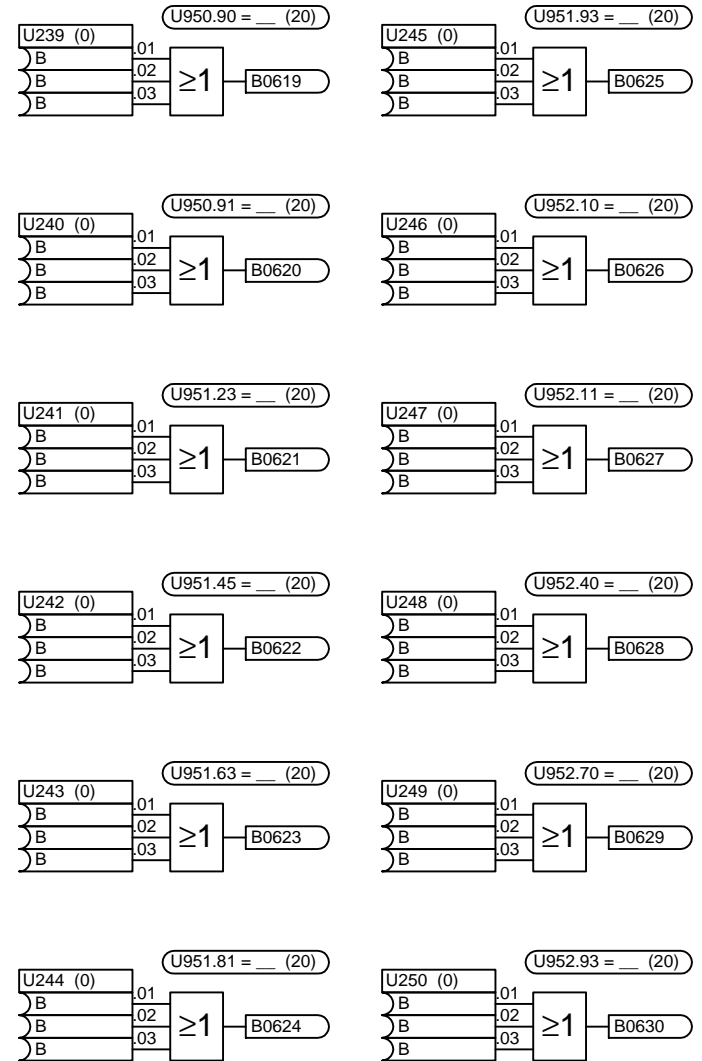 U950.90 = __ (20)
U239 (0)
B .01
B .02
B .03
≥1
B0619
U951.93 = __ (20)
U245 (0)
B .01
B .02
B .03
≥1
B0625
U950.91 = __ (20)
U240 (0)
B .01
B .02
B .03
≥1
B0620
U952.10 = __ (20)
U246 (0)
B .01
B .02
B .03
≥1
B0626
U951.23 = __ (20)
U241 (0)
B .01
B .02
B .03
≥1
B0621
U952.11 = __ (20)
U247 (0)
B .01
B .02
B .03
≥1
B0627
U951.45 = __ (20)
U242 (0)
B .01
B .02
B .03
≥1
B0622
U952.40 = __ (20)
U248 (0)
B .01
B .02
B .03
≥1
B0628
U951.63 = __ (20)
U243 (0)
B .01
B .02
B .03
≥1
B0623
U952.70 = __ (20)
U249 (0)
B .01
B .02
B .03
≥1
B0629
U951.81 = __ (20)
U244 (0)
B .01
B .02
B .03
≥1
B0624
U952.93 = __ (20)
U250 (0)
B .01
B .02
B .03
≥1
B0630